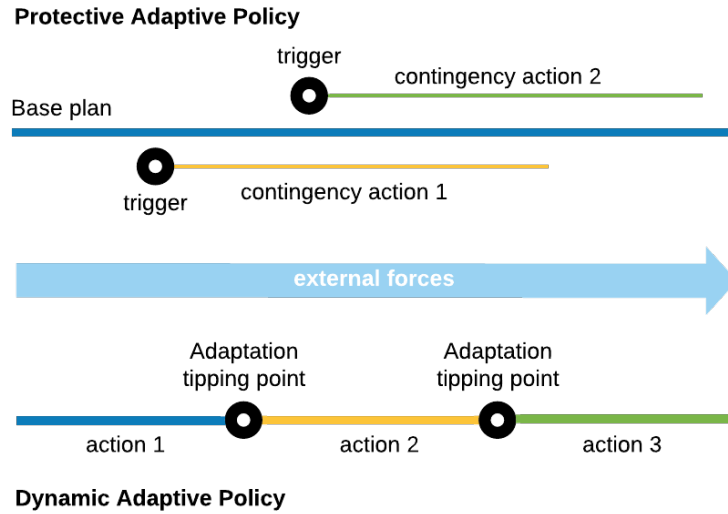 Protective Adaptive Policy
trigger
contingency action 2
Base plan
trigger
contingency action 1
external forces
Adaptation
tipping point
Adaptation
tipping point
action 1
action 2
action 3
Dynamic Adaptive Policy